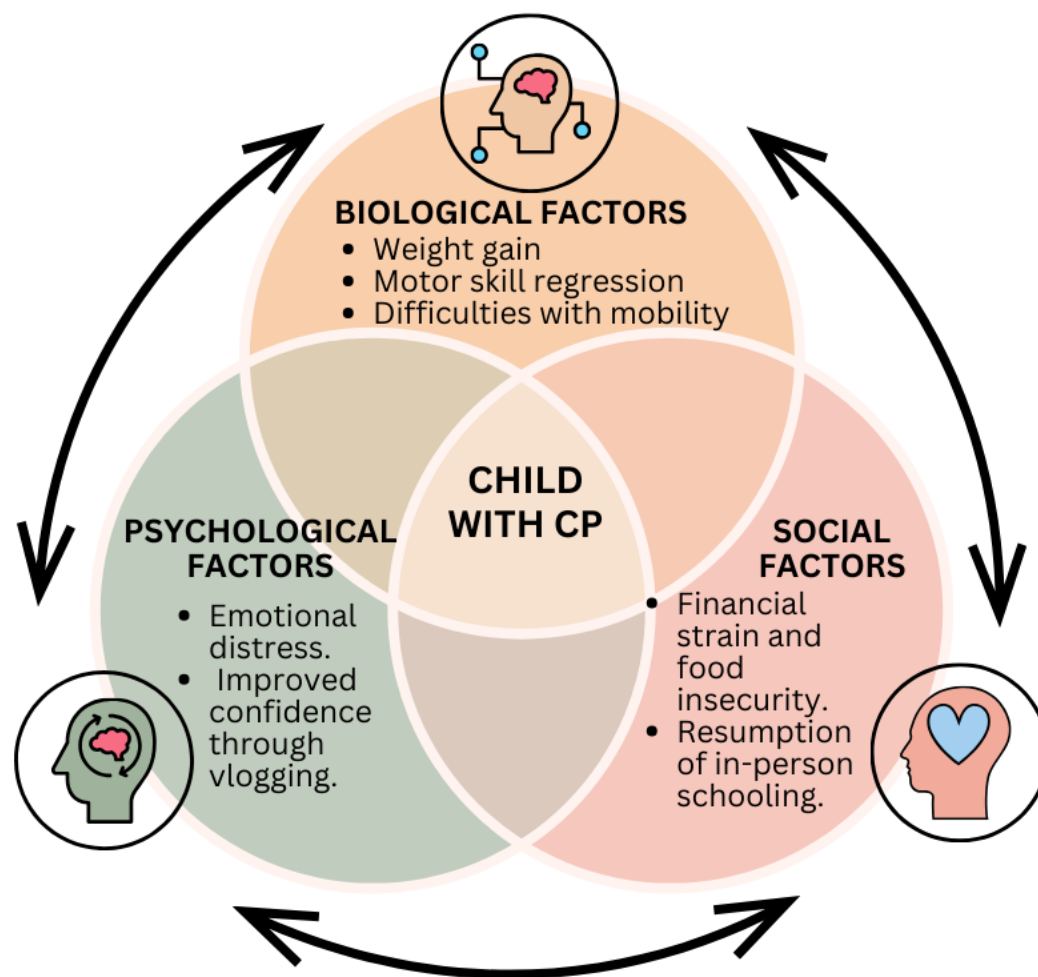 BIOLOGICAL FACTORS
• Weight gain
• Motor skill regression
• Difficulties with mobility
CHILD
WITH CP
PSYCHOLOGICAL
FACTORS
• Emotional
distress.
• Improved
confidence
through
vlogging.
SOCIAL
FACTORS
• Financial
strain and
food
insecurity.
• Resumption
of in-person
schooling.